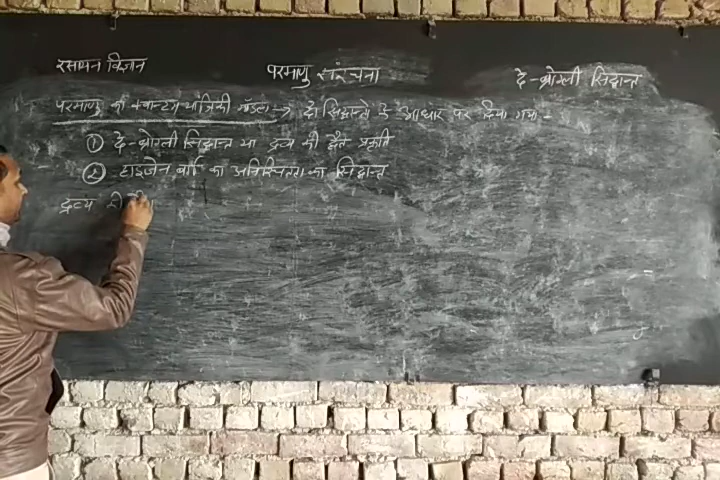 रसायन विज्ञान परमाणु संरचना दे-ब्रोग्ली सिद्धान्त
परमाणु का क्वान्टम यांत्रिकी मॉडल → दो सिद्धान्तो के आधार पर दिया गया -
① दे-ब्रोग्ली सिद्धान्त या द्रव्य की द्वैत प्रकृति
② हाइजेनबर्ग का अनिश्चितता का सिद्धान्त
द्रव्य की